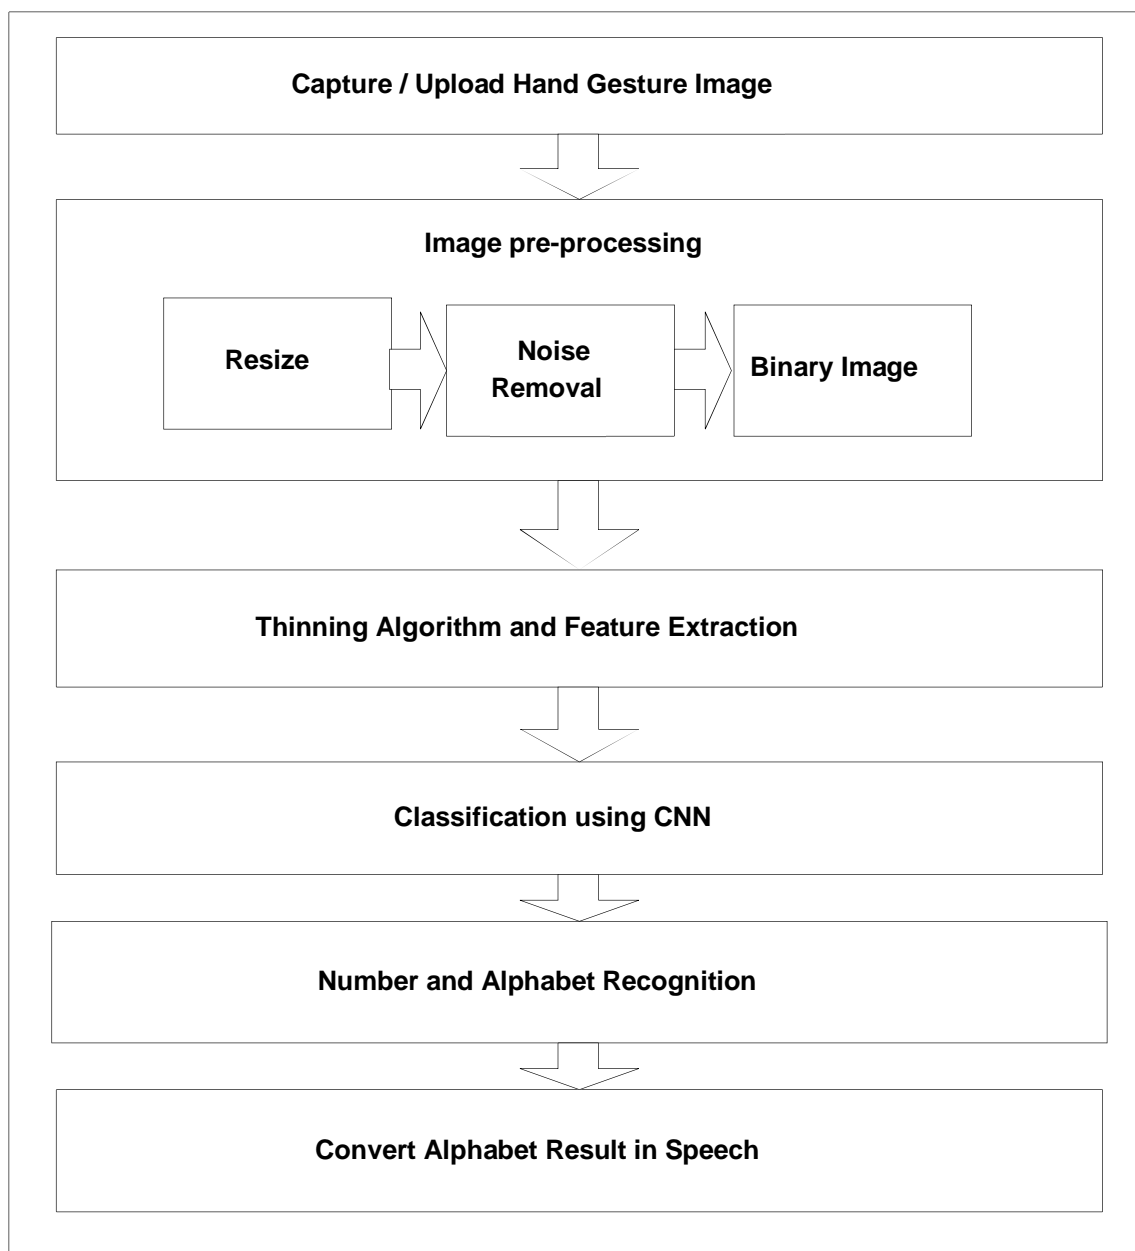 Capture / Upload Hand Gesture Image
Image pre-processing
Resize
Noise
Removal
Binary Image
Thinning Algorithm and Feature Extraction
Classification using CNN
Number and Alphabet Recognition
Convert Alphabet Result in Speech